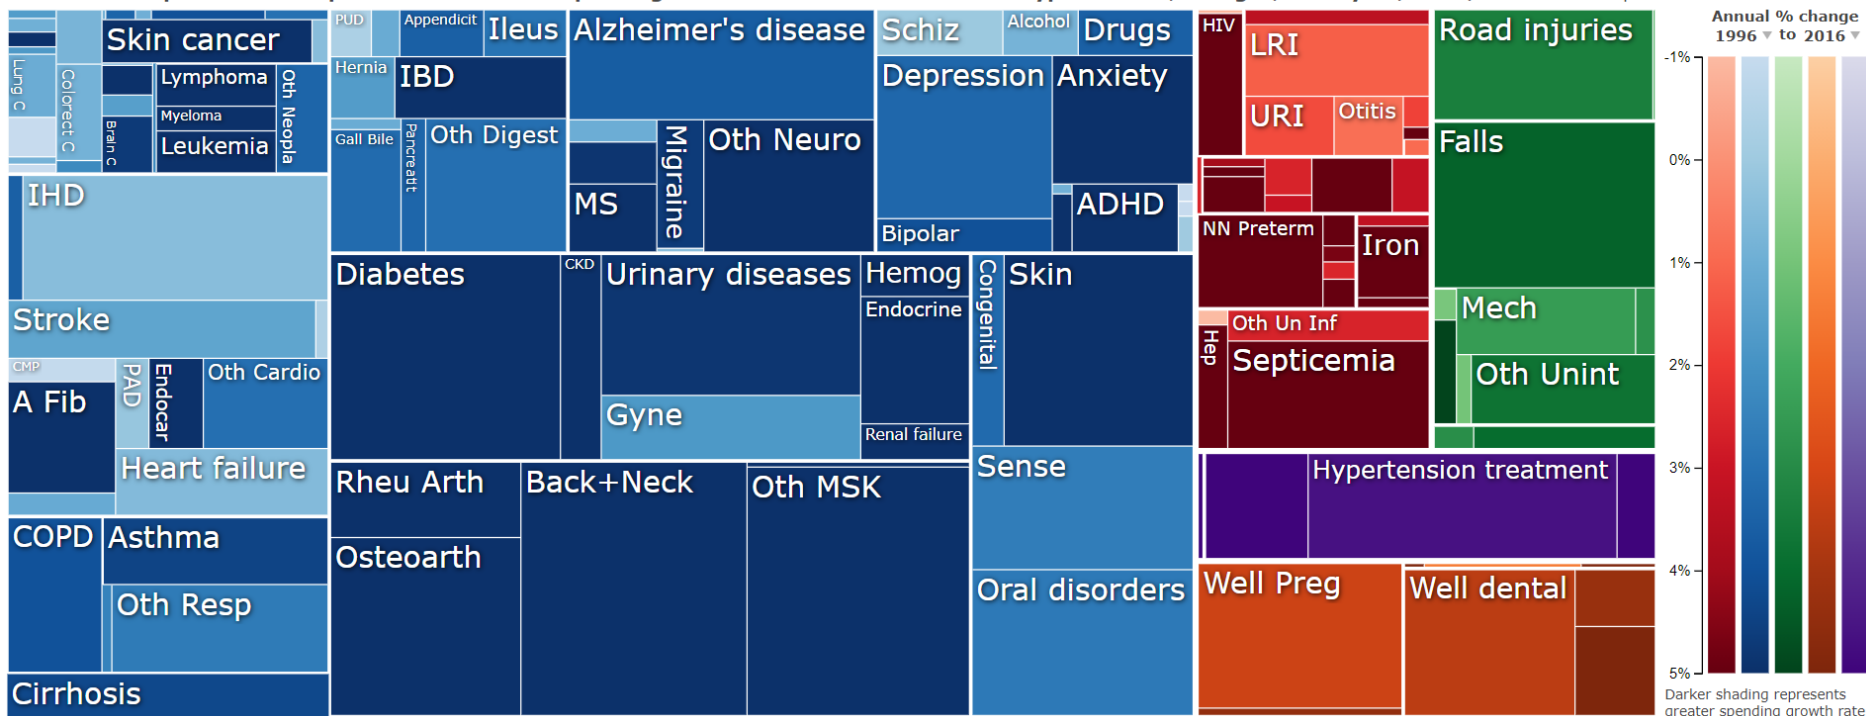 Skin cancer
Lung C
Colorect C
Lymphoma
Myeloma
Brain C
Leukemia
Oth Neopla
IHD
Stroke
CMP
A Fib
PAD
Endocar
Oth Cardio
Heart failure
COPD
Asthma
Oth Resp
Cirrhosis
PUD
Appendicit
Ileus
Hernia
IBD
Gall Bile
Pancreatit
Oth Digest
Alzheimer's disease
Migraine
MS
Oth Neuro
Schiz
Alcohol
Drugs
Depression
Anxiety
Bipolar
ADHD
Diabetes
CKD
Urinary diseases
Gyne
Hemog
Endocrine
Renal failure
Congenital
Skin
Rheu Arth
Osteoarth
Back+Neck
Oth MSK
Sense
Oral disorders
HIV
LRI
URI
Otitis
NN Preterm
Iron
Oth Un Inf
Hep
Septicemia
Road injuries
Falls
Mech
Oth Unint
Hypertension treatment
Well Preg
Well dental
Annual % change
1996 ▼ to 2016 ▼
-1%
0%
1%
2%
3%
4%
5%
Darker shading represents
greater spending growth rate